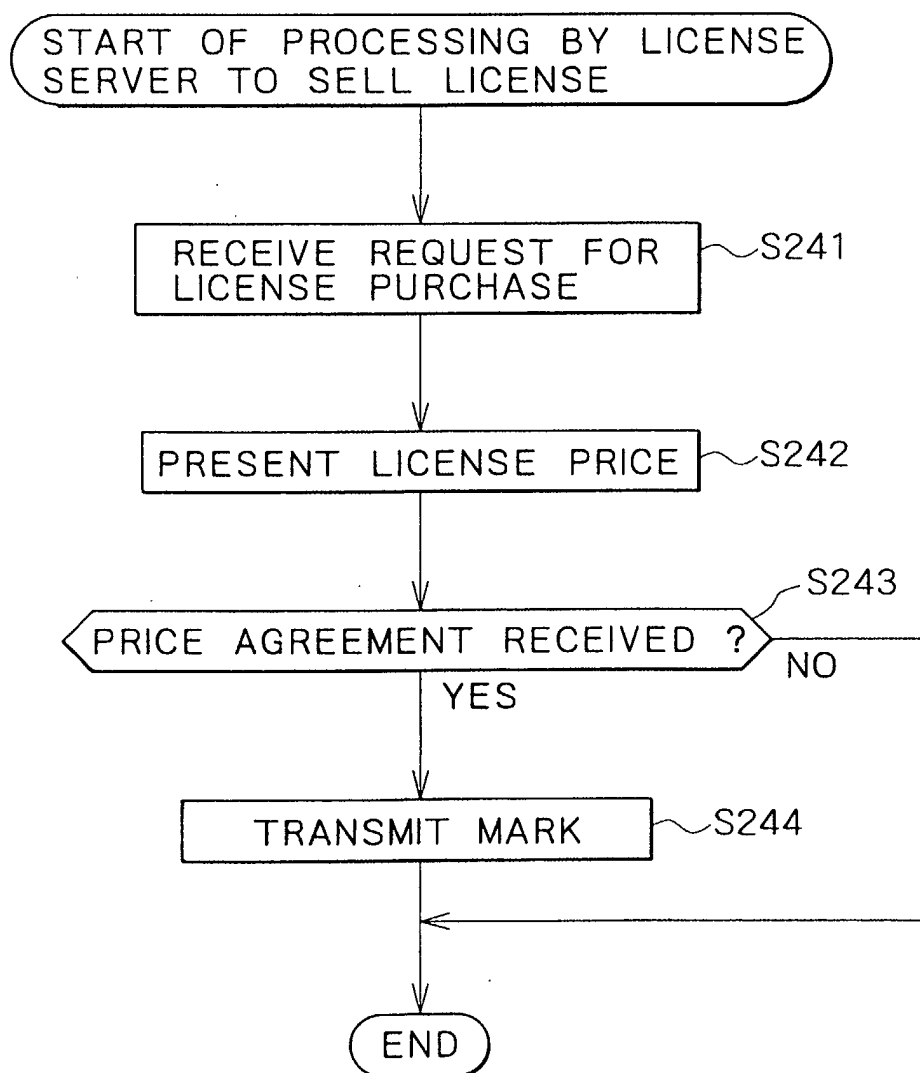 START OF PROCESSING BY LICENSE
SERVER TO SELL LICENSE
RECEIVE REQUEST FOR
LICENSE PURCHASE
S241
PRESENT LICENSE PRICE
S242
S243
PRICE AGREEMENT RECEIVED ?
NO
YES
TRANSMIT MARK
S244
END